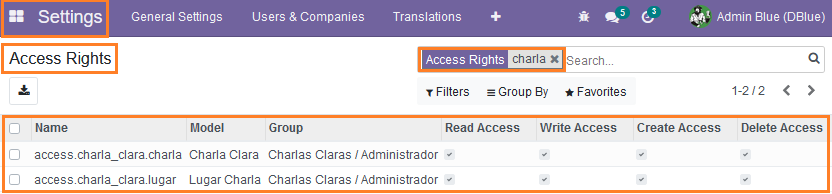 Settings General Settings Users & Companies Translations + 5 3 Admin Blue (DBlue)
Access Rights
Access Rights charla ✖ Search...
Filters Group By Favorites 1-2 / 2
Name Model Group Read Access Write Access Create Access Delete Access
access.charla_clara.charla Charla Clara Charlas Claras / Administrador
access.charla_clara.lugar Lugar Charla Charlas Claras / Administrador